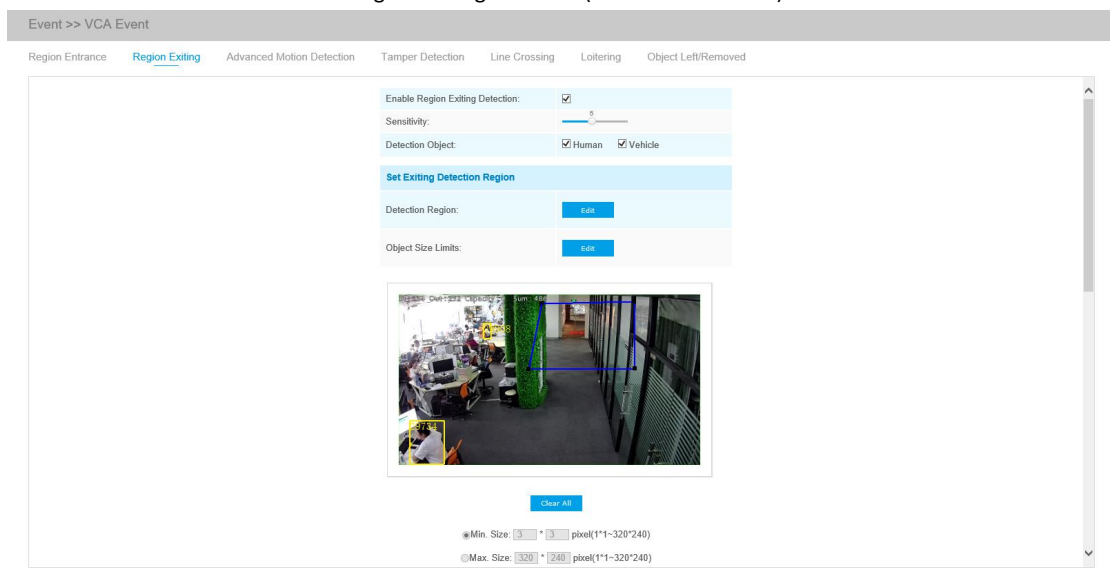 Event >> VCA Event
Region Entrance Region Exiting Advanced Motion Detection Tamper Detection Line Crossing Loitering Object Left/Removed
Enable Region Exiting Detection:
Sensitivity: 5
Detection Object: Human Vehicle
Set Exiting Detection Region
Detection Region: Edit
Object Size Limits: Edit
Sum: 486
9734
Clear All
Min. Size: 3 * 3 pixel(1*1~320*240)
Max. Size: 320 * 240 pixel(1*1~320*240)